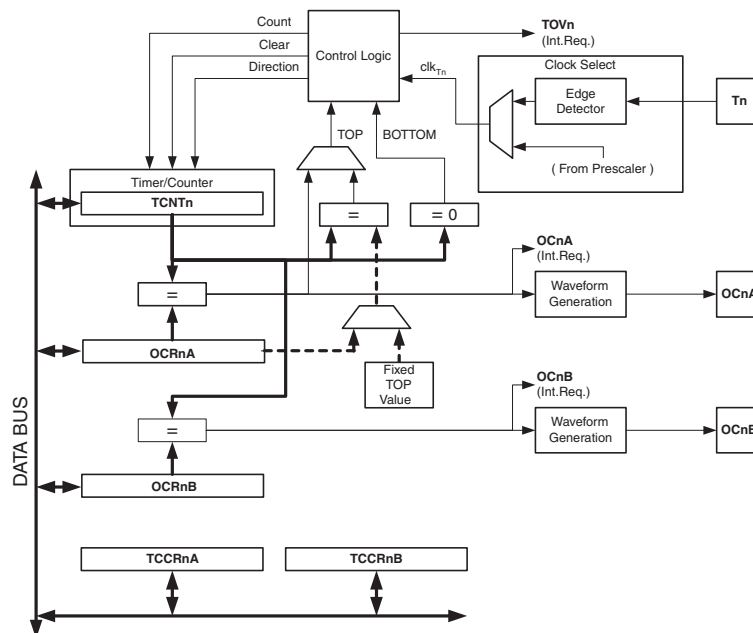 Count
Clear
Direction
Control Logic
TOVn
(Int.Req.)
clkTn
Clock Select
Edge
Detector
Tn
( From Prescaler )
TOP
BOTTOM
Timer/Counter
TCNTn
=
= 0
OCnA
(Int.Req.)
=
Waveform
Generation
OCnA
OCRnA
Fixed
TOP
Value
OCnB
(Int.Req.)
=
Waveform
Generation
OCnB
OCRnB
DATA BUS
TCCRnA
TCCRnB